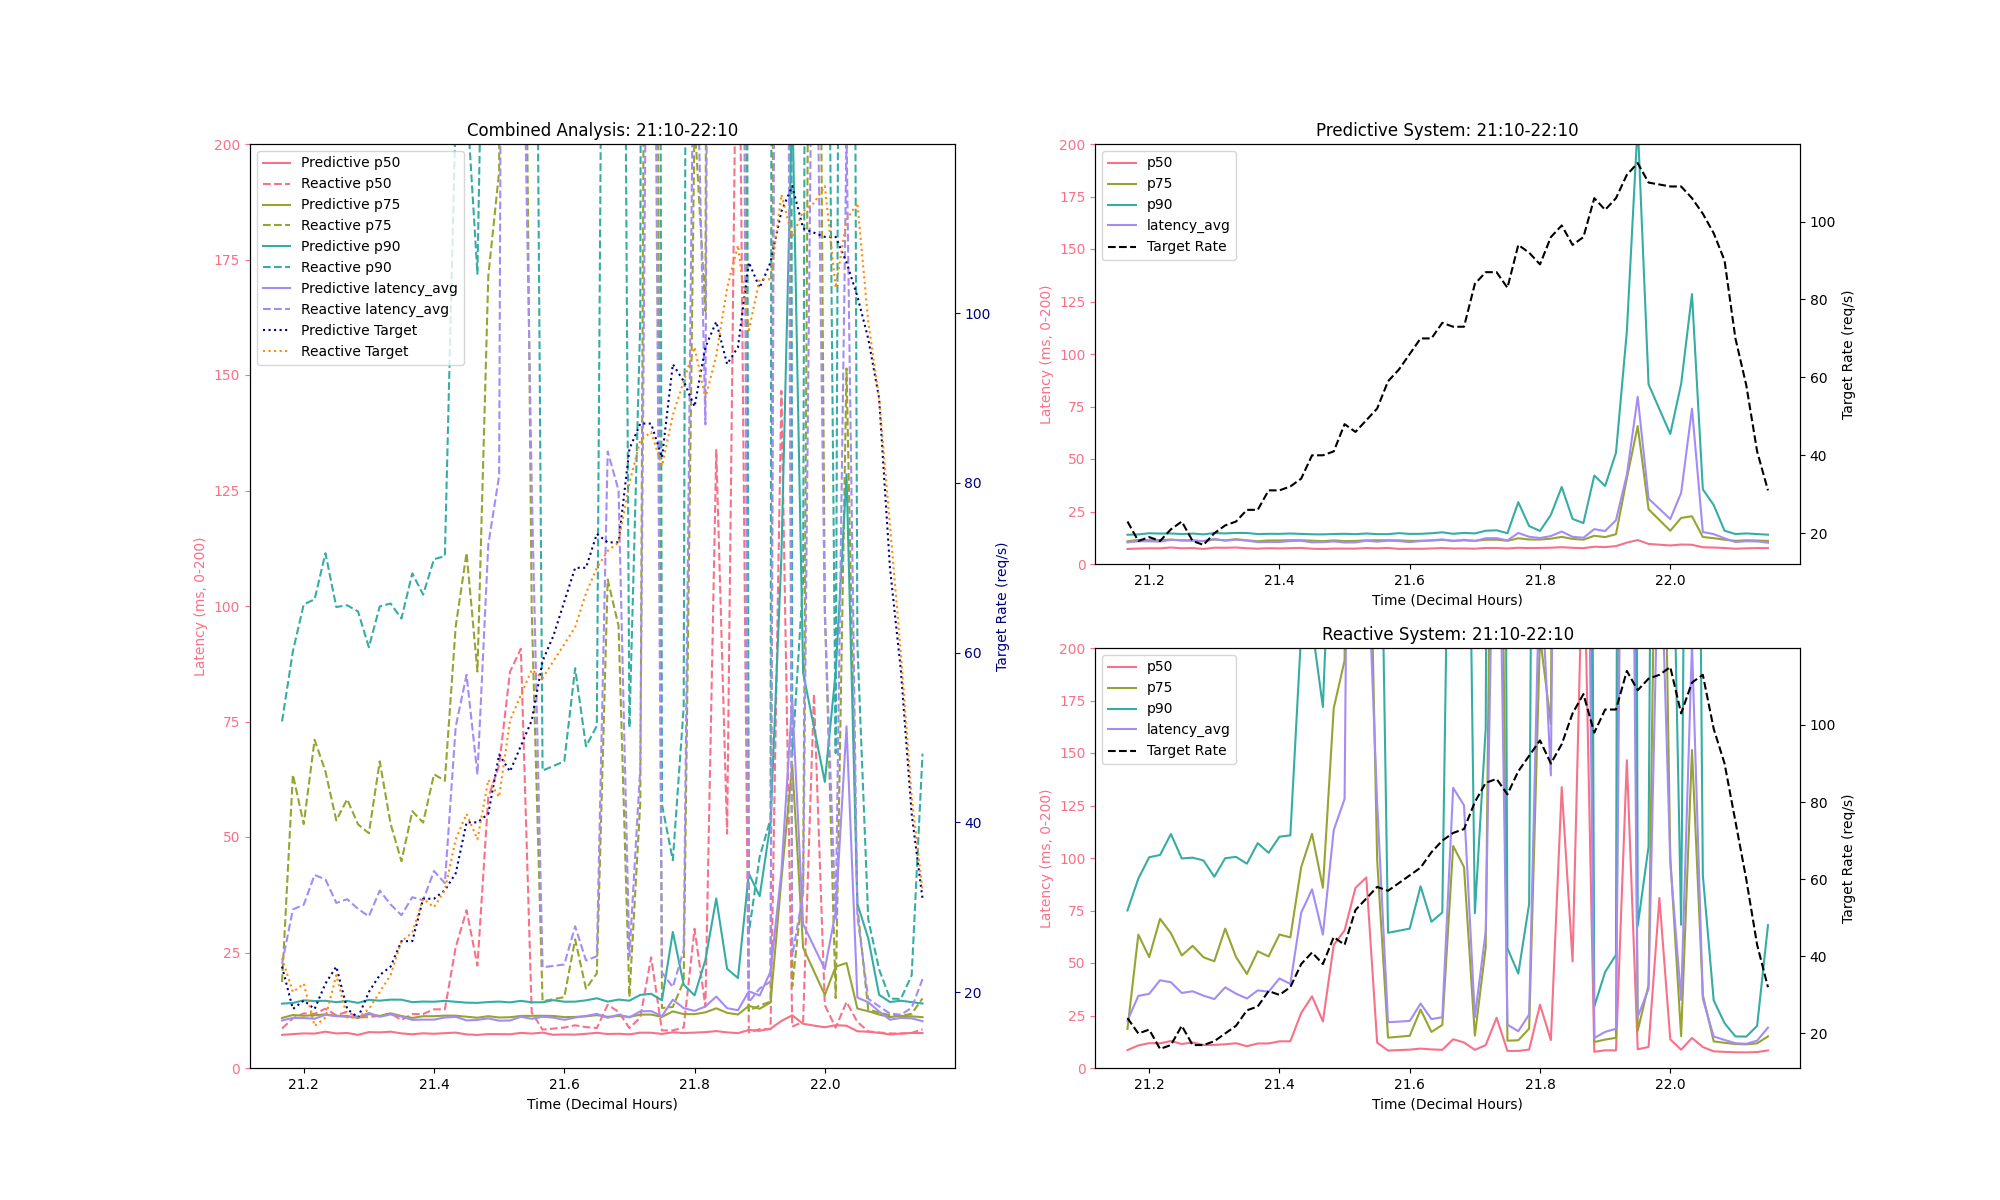 Combined Analysis: 21:10-22:10
200
175
150
125
100
75
50
25
0
Latency (ms, 0-200)
Predictive p50
Reactive p50
Predictive p75
Reactive p75
Predictive p90
Reactive p90
Predictive latency_avg
Reactive latency_avg
Predictive Target
Reactive Target
100
80
60
40
20
Target Rate (req/s)
21.2 21.4 21.6 21.8 22.0
Time (Decimal Hours)
Predictive System: 21:10-22:10
200
175
150
125
100
75
50
25
0
Latency (ms, 0-200)
p50
p75
p90
latency_avg
Target Rate
100
80
60
40
20
Target Rate (req/s)
21.2 21.4 21.6 21.8 22.0
Time (Decimal Hours)
Reactive System: 21:10-22:10
200
175
150
125
100
75
50
25
0
Latency (ms, 0-200)
p50
p75
p90
latency_avg
Target Rate
100
80
60
40
20
Target Rate (req/s)
21.2 21.4 21.6 21.8 22.0
Time (Decimal Hours)